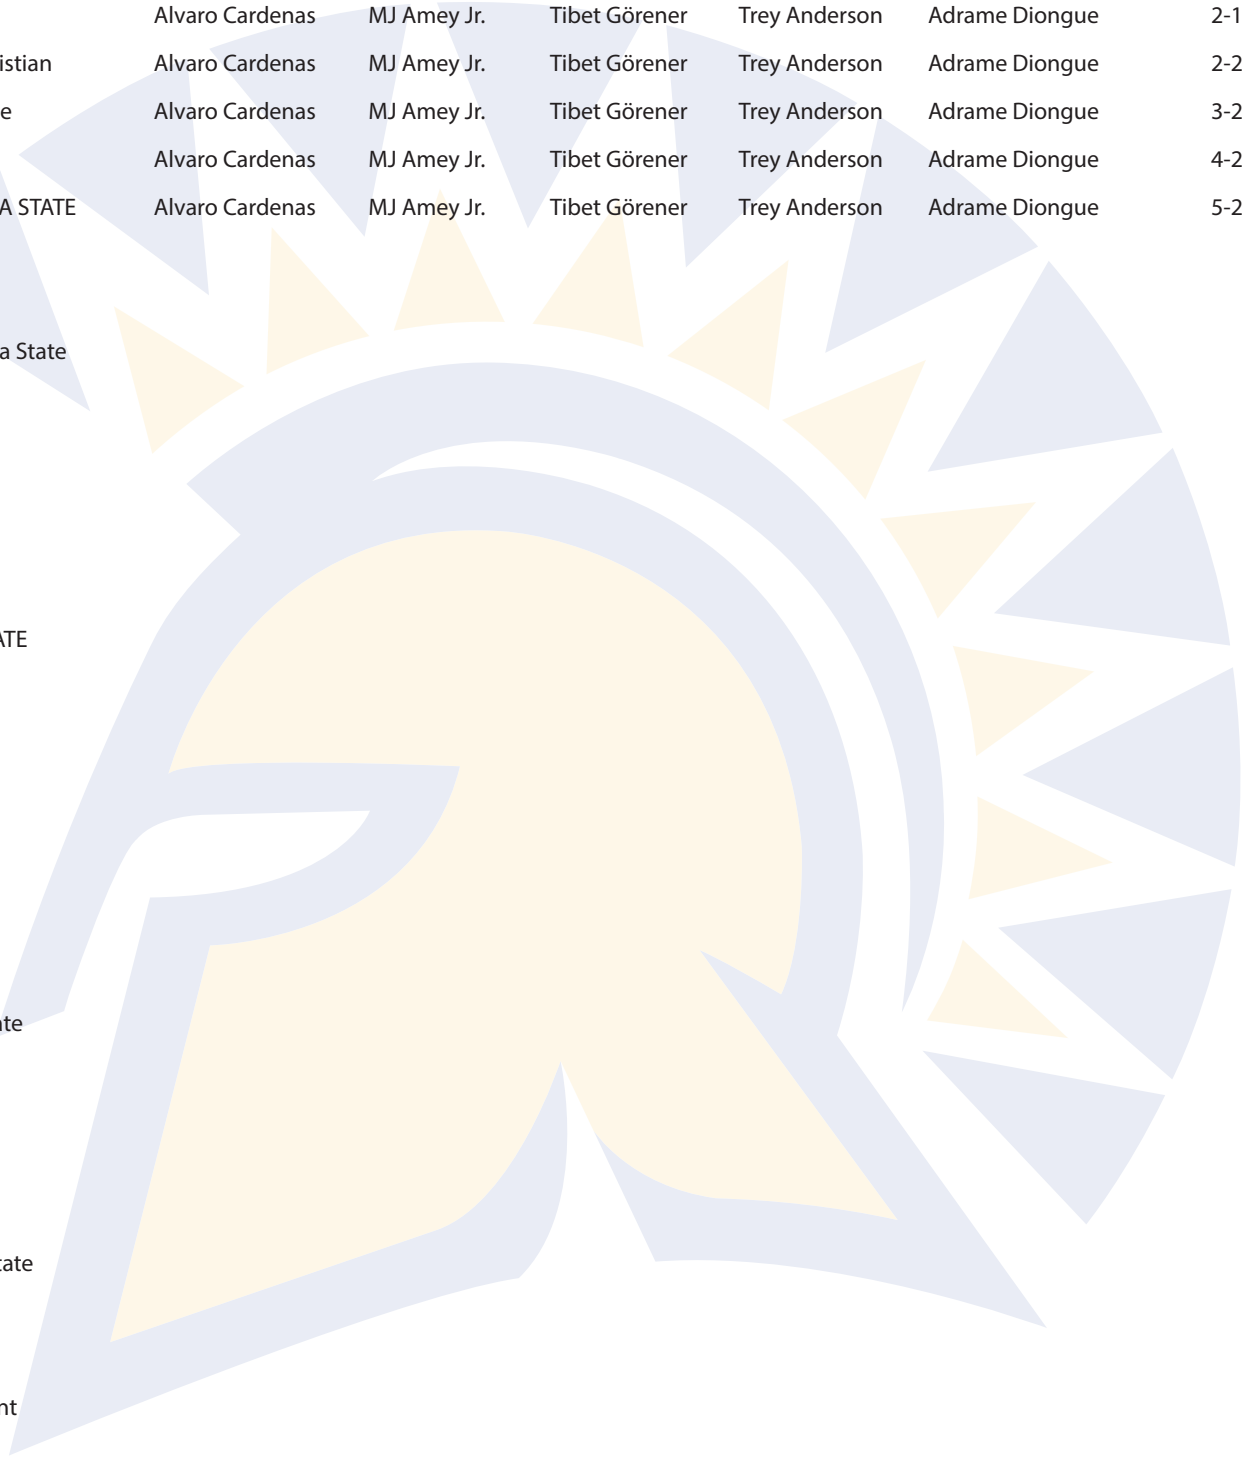 Alvaro Cardenas MJ Amey Jr. Tibet Görener Trey Anderson Adrame Diongue 2-1
istian Alvaro Cardenas MJ Amey Jr. Tibet Görener Trey Anderson Adrame Diongue 2-2
e Alvaro Cardenas MJ Amey Jr. Tibet Görener Trey Anderson Adrame Diongue 3-2
Alvaro Cardenas MJ Amey Jr. Tibet Görener Trey Anderson Adrame Diongue 4-2
A STATE Alvaro Cardenas MJ Amey Jr. Tibet Görener Trey Anderson Adrame Diongue 5-2
a State
ATE
ate
tate
nt